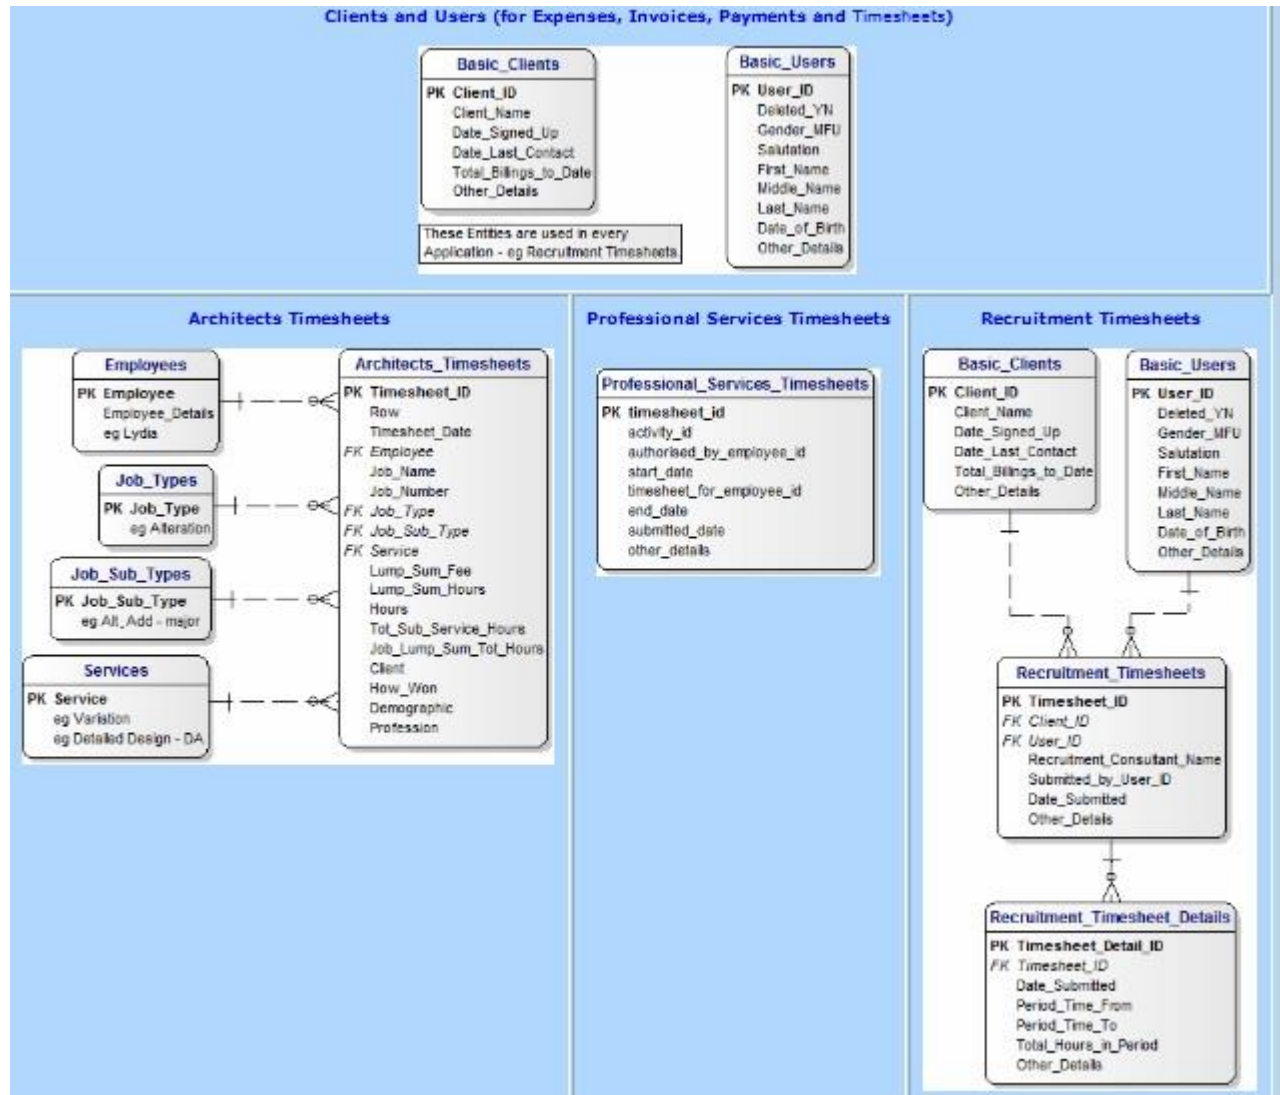 Clients and Users (for Expenses, Invoices, Payments and Timesheets)
Basic_Clients
PK Client_ID
Client_Name
Date_Signed_Up
Date_Last_Contact
Total_Billings_to_Date
Other_Details
These Entities are used in every
Application - eg Recruitment Timesheets
Basic_Users
PK User_ID
Deleted_YN
Gender_MFU
Salutation
First_Name
Middle_Name
Last_Name
Date_of_Birth
Other_Details
Architects Timesheets
Employees
PK Employee
Employee_Details
eg Lydia
Job_Types
PK Job_Type
eg Alteration
Job_Sub_Types
PK Job_Sub_Type
eg Alt_Add - major
Services
PK Service
eg Variation
eg Detailed Design - DA
Architects_Timesheets
PK Timesheet_ID
Row
Timesheet_Date
FK Employee
Job_Name
Job_Number
FK Job_Type
FK Job_Sub_Type
FK Service
Lump_Sum_Fee
Lump_Sum_Hours
Hours
Tot_Sub_Service_Hours
Job_Lump_Sum_Tot_Hours
Client
How_Won
Demographic
Profession
Professional Services Timesheets
Professional_Services_Timesheets
PK timesheet_id
activity_id
authorised_by_employee_id
start_date
timesheet_for_employee_id
end_date
submitted_date
other_details
Recruitment Timesheets
Basic_Clients
PK Client_ID
Client_Name
Date_Signed_Up
Date_Last_Contact
Total_Billings_to_Date
Other_Details
Basic_Users
PK User_ID
Deleted_YN
Gender_MFU
Salutation
First_Name
Middle_Name
Last_Name
Date_of_Birth
Other_Details
Recruitment_Timesheets
PK Timesheet_ID
FK Client_ID
FK User_ID
Recruitment_Consultant_Name
Submitted_by_User_ID
Date_Submitted
Other_Details
Recruitment_Timesheet_Details
PK Timesheet_Detail_ID
FK Timesheet_ID
Date_Submitted
Period_Time_From
Period_Time_To
Total_Hours_in_Period
Other_Details